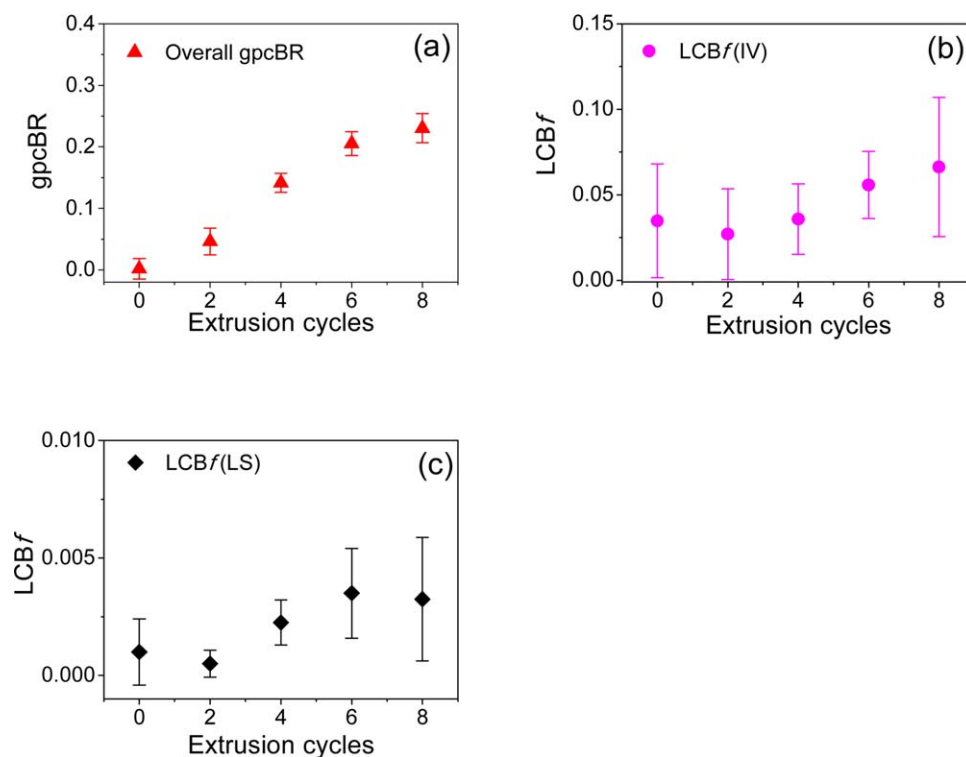 (a)
Overall gpcBR
gpcBR
0.4
0.3
0.2
0.1
0.0
0 2 4 6 8
Extrusion cycles
(b)
LCBf(IV)
LCBf
0.15
0.10
0.05
0.00
0 2 4 6 8
Extrusion cycles
(c)
LCBf(LS)
LCBf
0.010
0.005
0.000
0 2 4 6 8
Extrusion cycles